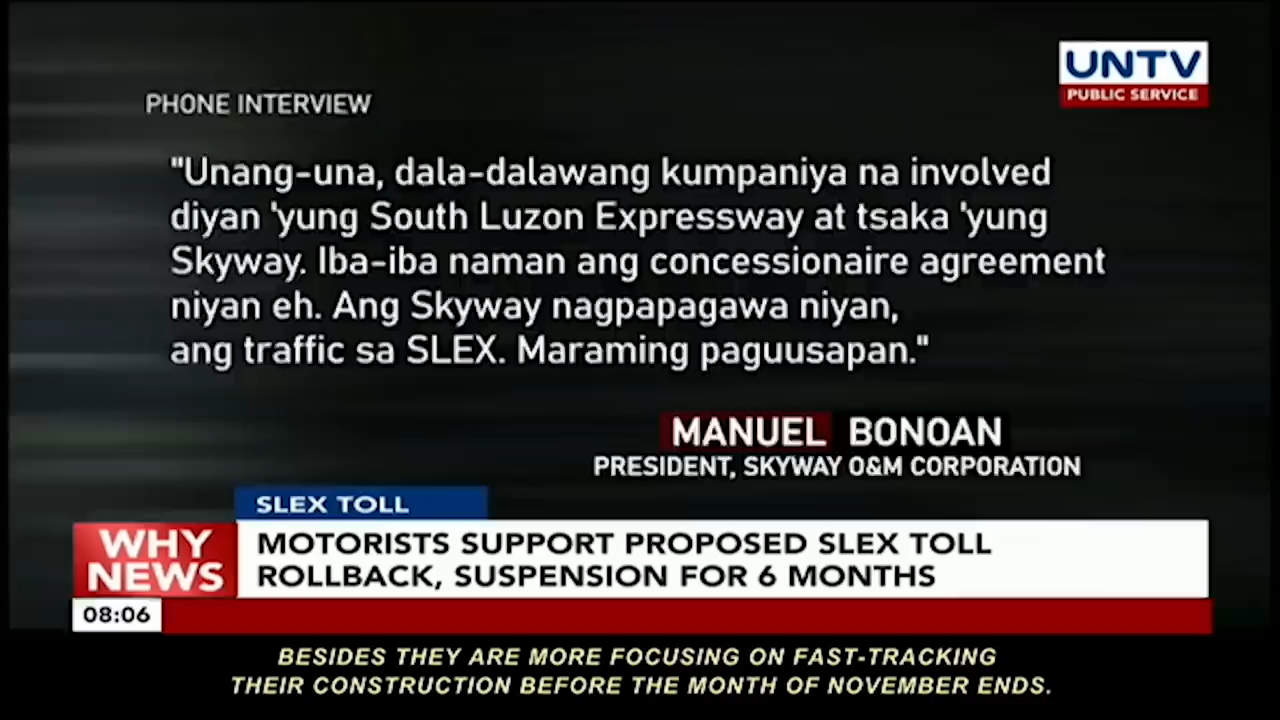 UNTV
PUBLIC SERVICE
PHONE INTERVIEW
"Unang-una, dala-dalawang kumpaniya na involved
diyan 'yung South Luzon Expressway at tsaka 'yung
Skyway. Iba-iba naman ang concessionaire agreement
niyan eh. Ang Skyway nagpapagawa niyan,
ang traffic sa SLEX. Maraming paguusapan."
MANUEL BONOAN
PRESIDENT, SKYWAY O&M CORPORATION
SLEX TOLL
WHY
NEWS
MOTORISTS SUPPORT PROPOSED SLEX TOLL
ROLLBACK, SUSPENSION FOR 6 MONTHS
08:06
BESIDES THEY ARE MORE FOCUSING ON FAST-TRACKING
THEIR CONSTRUCTION BEFORE THE MONTH OF NOVEMBER ENDS.